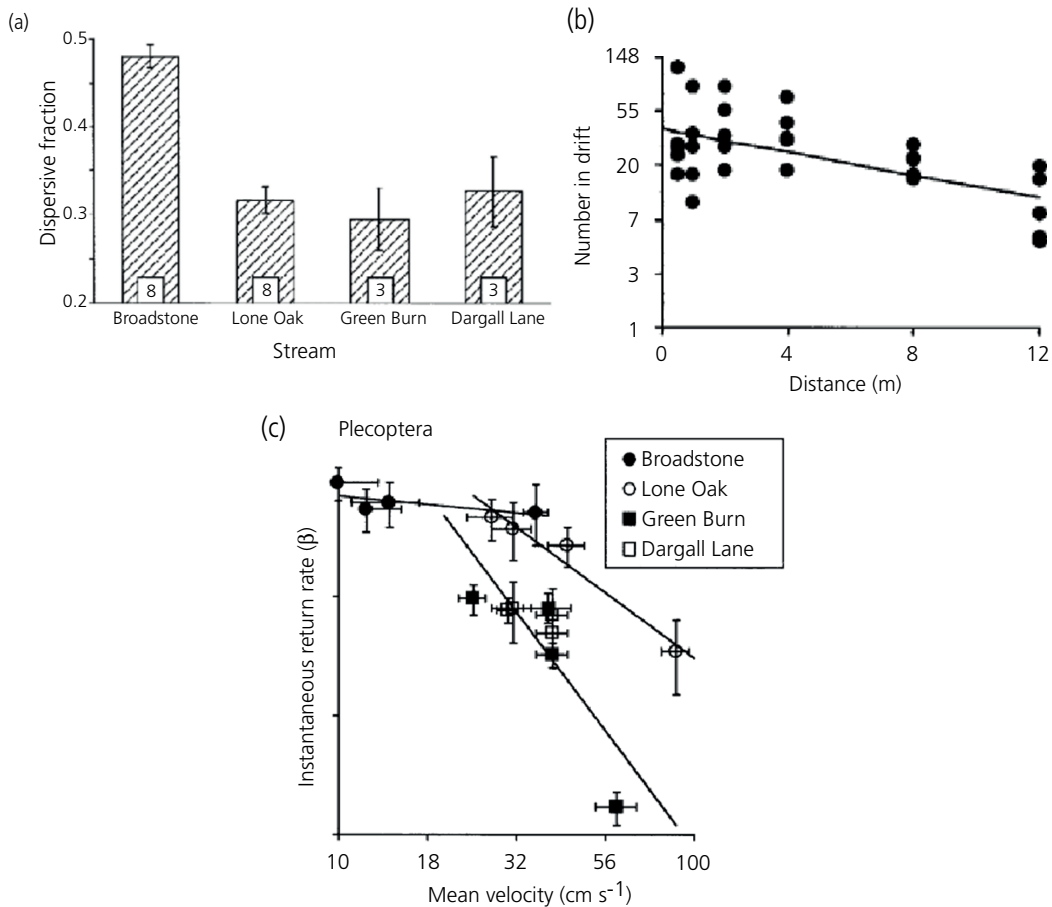 (a)
0.5
0.4
0.3
0.2
Dispersive fraction
8
8
3
3
Broadstone
Lone Oak
Green Burn
Dargall Lane
Stream
(b)
148
55
20
7
3
1
Number in drift
0
4
8
12
Distance (m)
(c)
Plecoptera
Broadstone
Lone Oak
Green Burn
Dargall Lane
Instantaneous return rate (β)
10
18
32
56
100
Mean velocity (cm s-1)